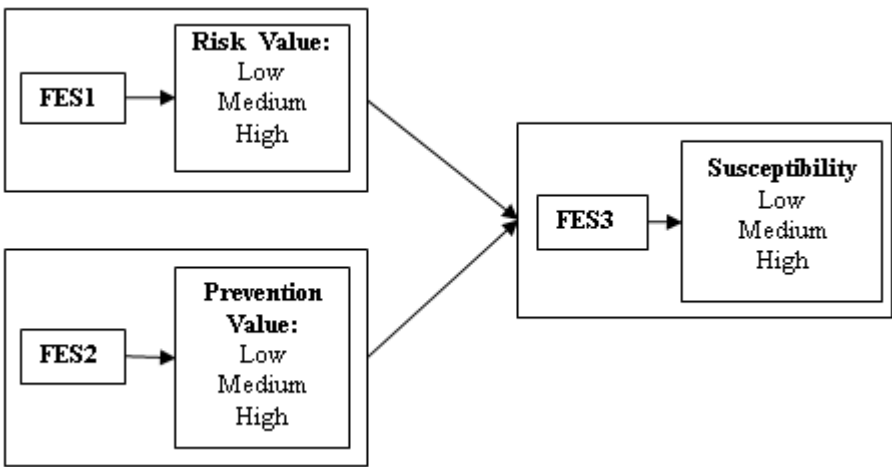 FES1
Risk Value:
Low
Medium
High
FES2
Prevention
Value:
Low
Medium
High
FES3
Susceptibility
Low
Medium
High